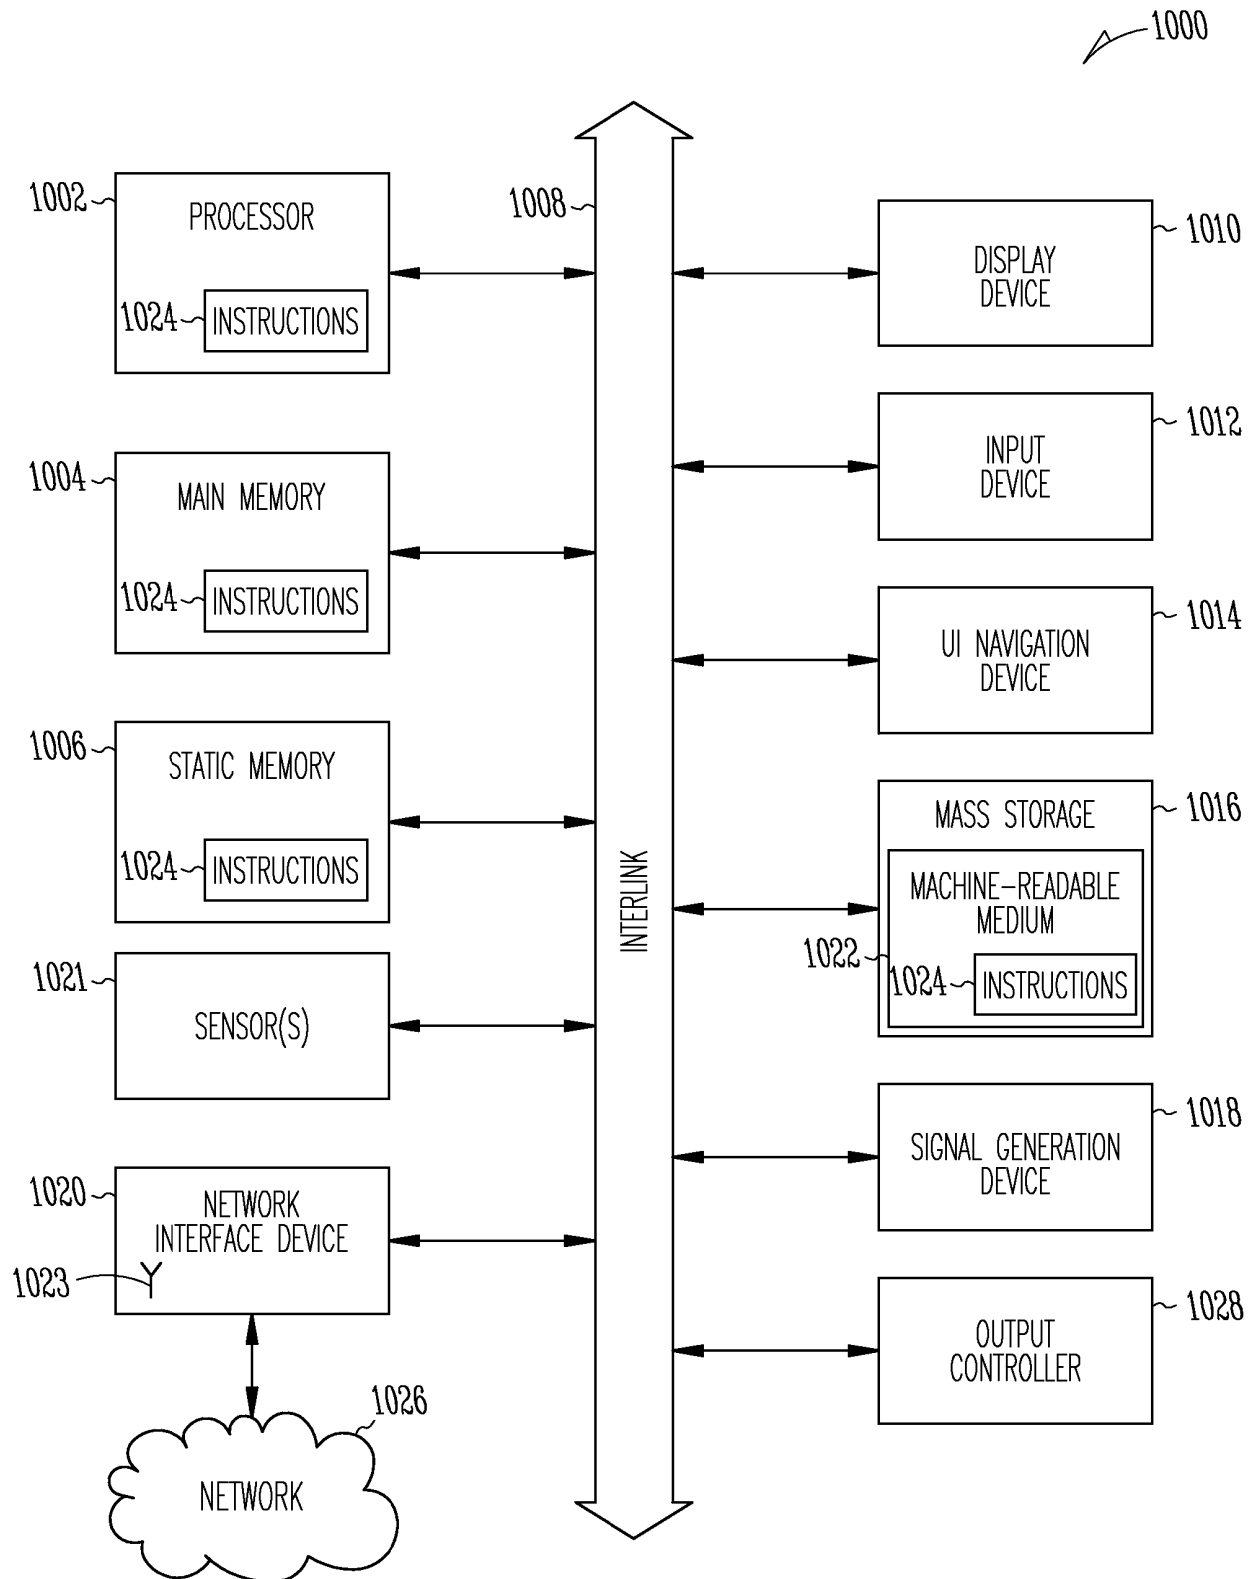 1000
1002
PROCESSOR
1024
INSTRUCTIONS
1004
MAIN MEMORY
1024
INSTRUCTIONS
1006
STATIC MEMORY
1024
INSTRUCTIONS
1021
SENSOR(S)
1020
NETWORK
INTERFACE DEVICE
1023
1026
NETWORK
1008
INTERLINK
1010
DISPLAY
DEVICE
1012
INPUT
DEVICE
1014
UI NAVIGATION
DEVICE
1016
MASS STORAGE
MACHINE-READABLE
MEDIUM
1022
1024
INSTRUCTIONS
1018
SIGNAL GENERATION
DEVICE
1028
OUTPUT
CONTROLLER